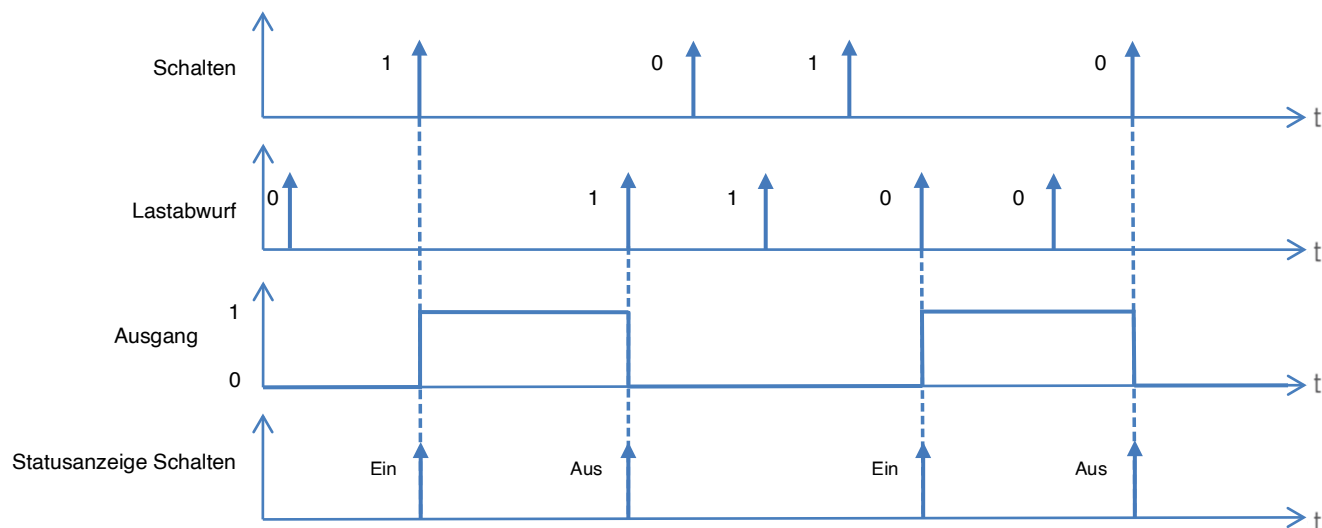 Schalten 1 0 1 0 t
Lastabwurf 0 1 1 0 0 t
1
Ausgang
0 t
Statusanzeige Schalten Ein Aus Ein Aus t